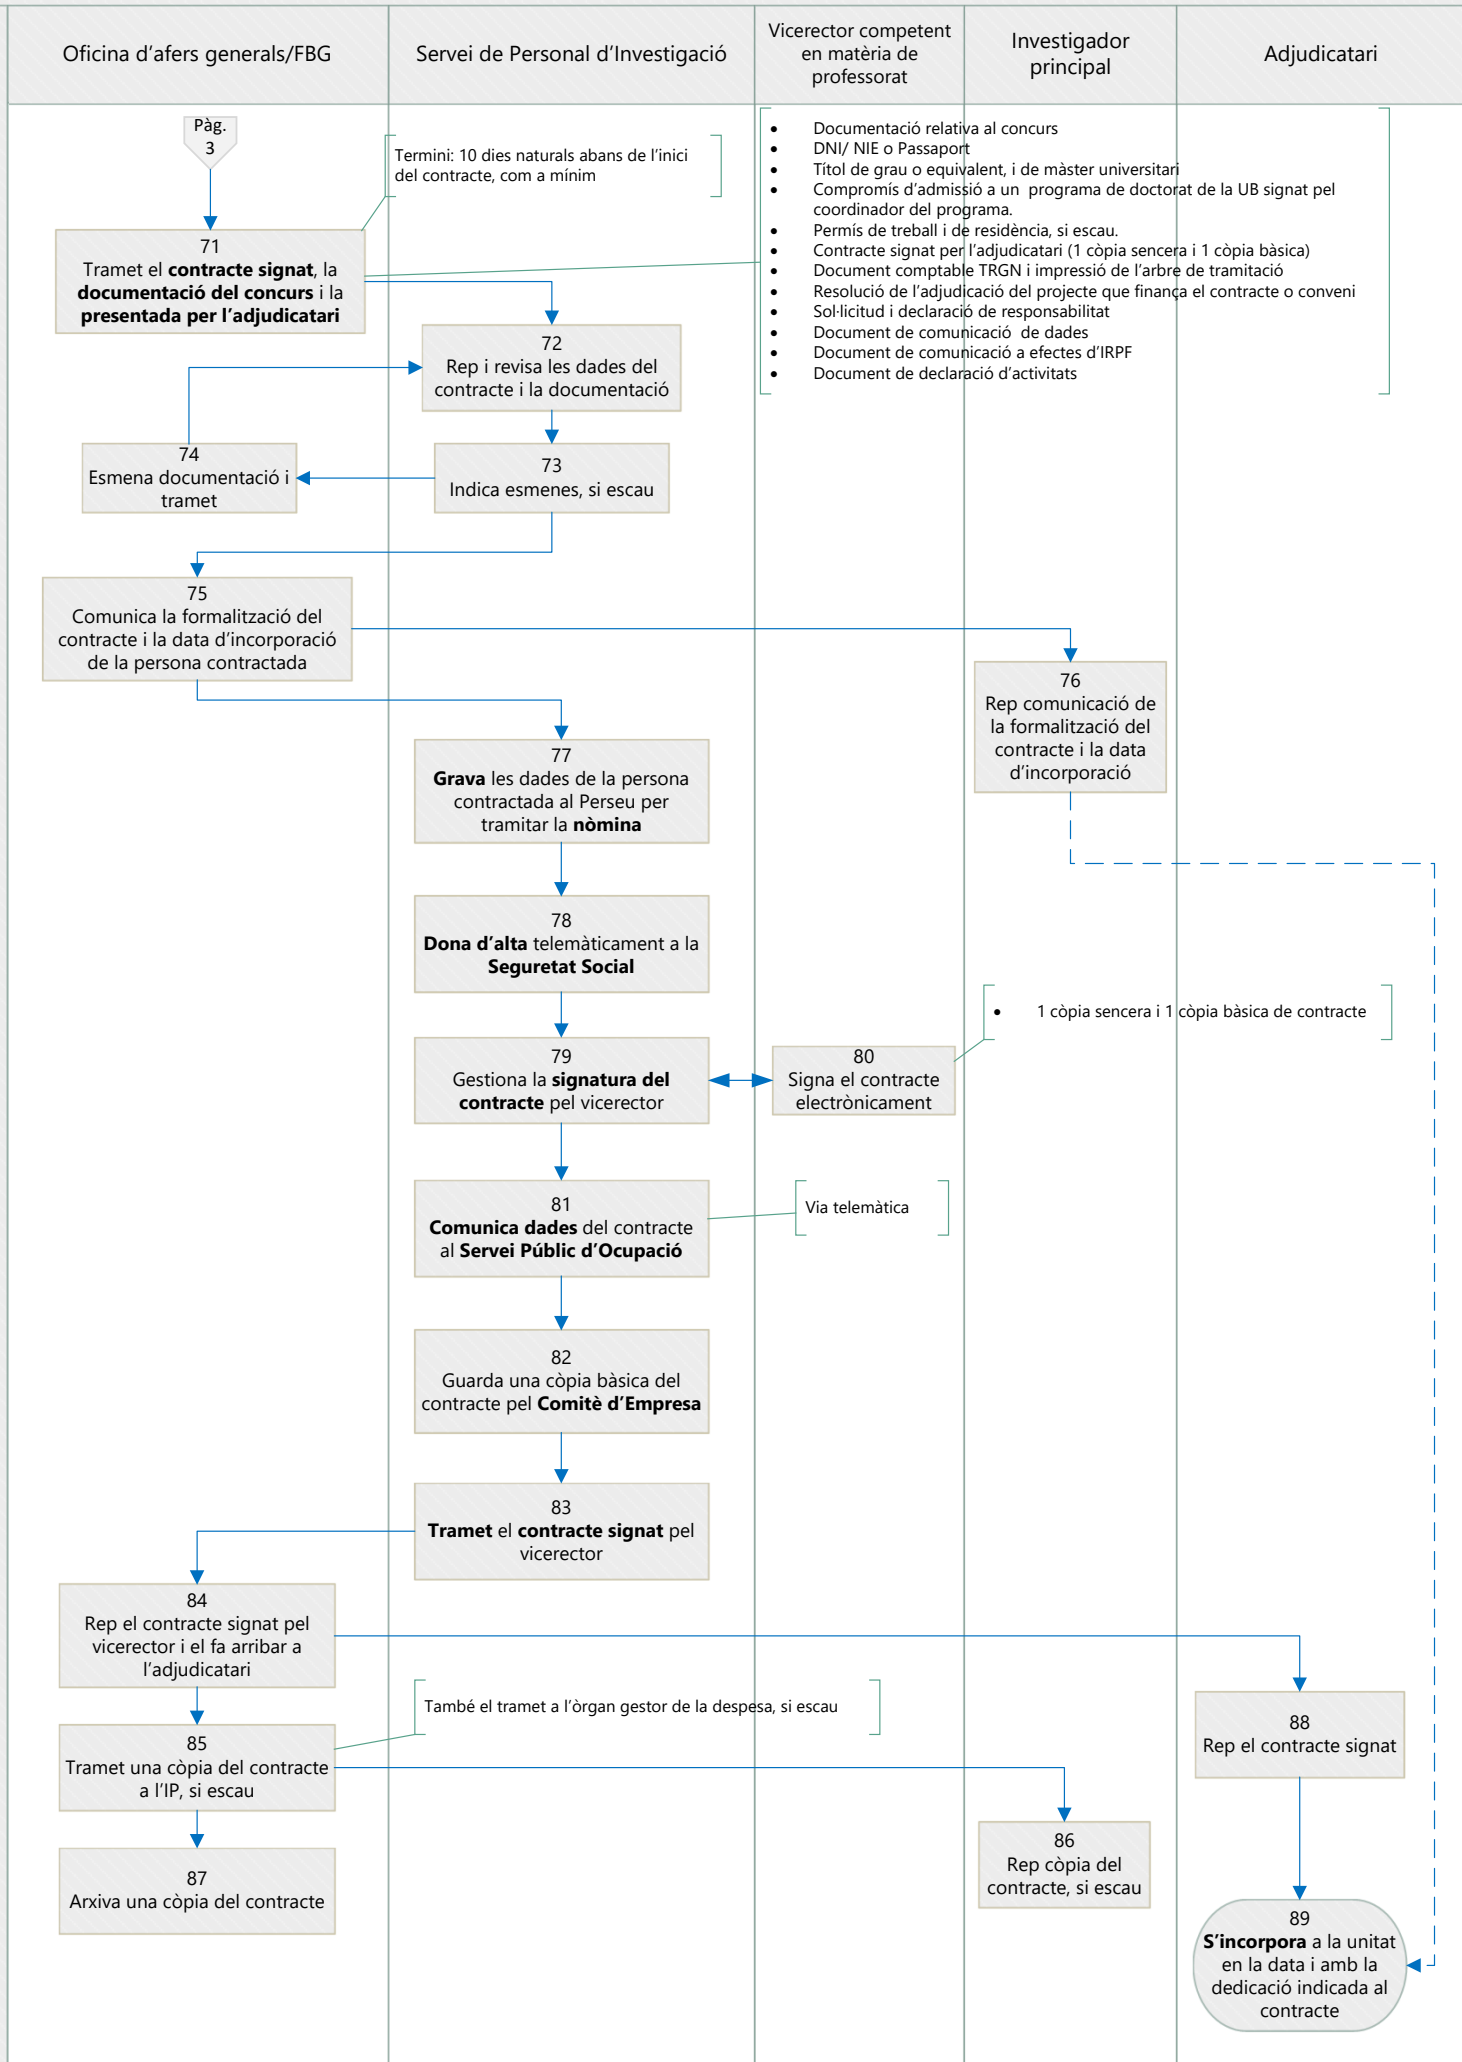 Oficina d’afers generals/FBG
Servei de Personal d’Investigació
Vicerector competent
en matèria de
professorat
Investigador
principal
Adjudicatari
Pàg.
3
Termini: 10 dies naturals abans de l’inici
del contracte, com a mínim
• Documentació relativa al concurs
• DNI/ NIE o Passaport
• Títol de grau o equivalent, i de màster universitari
• Compromís d’admissió a un programa de doctorat de la UB signat pel
coordinador del programa.
• Permís de treball i de residència, si escau.
• Contracte signat per l’adjudicatari (1 còpia sencera i 1 còpia bàsica)
• Document comptable TRGN i impressió de l’arbre de tramitació
• Resolució de l’adjudicació del projecte que finança el contracte o conveni
• Sol·licitud i declaració de responsabilitat
• Document de comunicació de dades
• Document de comunicació a efectes d’IRPF
• Document de declaració d’activitats
71
Tramet el contracte signat, la
documentació del concurs i la
presentada per l’adjudicatari
72
Rep i revisa les dades del
contracte i la documentació
73
Indica esmenes, si escau
74
Esmena documentació i
tramet
75
Comunica la formalització del
contracte i la data d’incorporació
de la persona contractada
76
Rep comunicació de
la formalització del
contracte i la data
d’incorporació
77
Grava les dades de la persona
contractada al Perseu per
tramitar la nòmina
78
Dona d’alta telemàticament a la
Seguretat Social
• 1 còpia sencera i 1 còpia bàsica de contracte
79
Gestiona la signatura del
contracte pel vicerector
80
Signa el contracte
electrònicament
81
Comunica dades del contracte
al Servei Públic d’Ocupació
Via telemàtica
82
Guarda una còpia bàsica del
contracte pel Comitè d’Empresa
83
Tramet el contracte signat pel
vicerector
84
Rep el contracte signat pel
vicerector i el fa arribar a
l’adjudicatari
També el tramet a l’òrgan gestor de la despesa, si escau
85
Tramet una còpia del contracte
a l’IP, si escau
88
Rep el contracte signat
86
Rep còpia del
contracte, si escau
87
Arxiva una còpia del contracte
89
S’incorpora a la unitat
en la data i amb la
dedicació indicada al
contracte